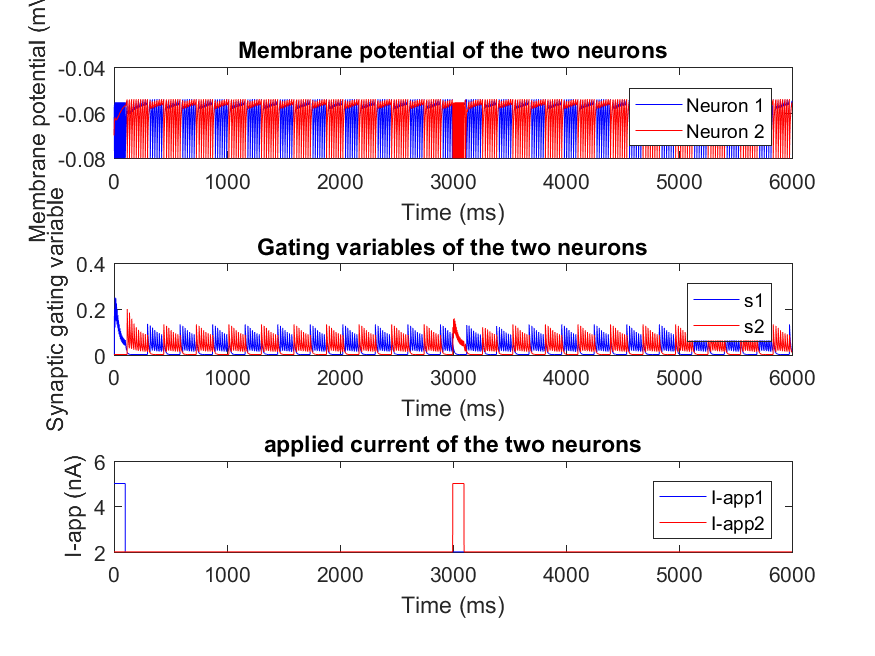 Membrane potential of the two neurons
Membrane potential (mV
-0.04
-0.06
-0.08
Neuron 1
Neuron 2
0 1000 2000 3000 4000 5000 6000
Time (ms)
Gating variables of the two neurons
Synaptic gating variable
0.4
0.2
0
s1
s2
0 1000 2000 3000 4000 5000 6000
Time (ms)
applied current of the two neurons
I-app (nA)
6
4
2
I-app1
I-app2
0 1000 2000 3000 4000 5000 6000
Time (ms)